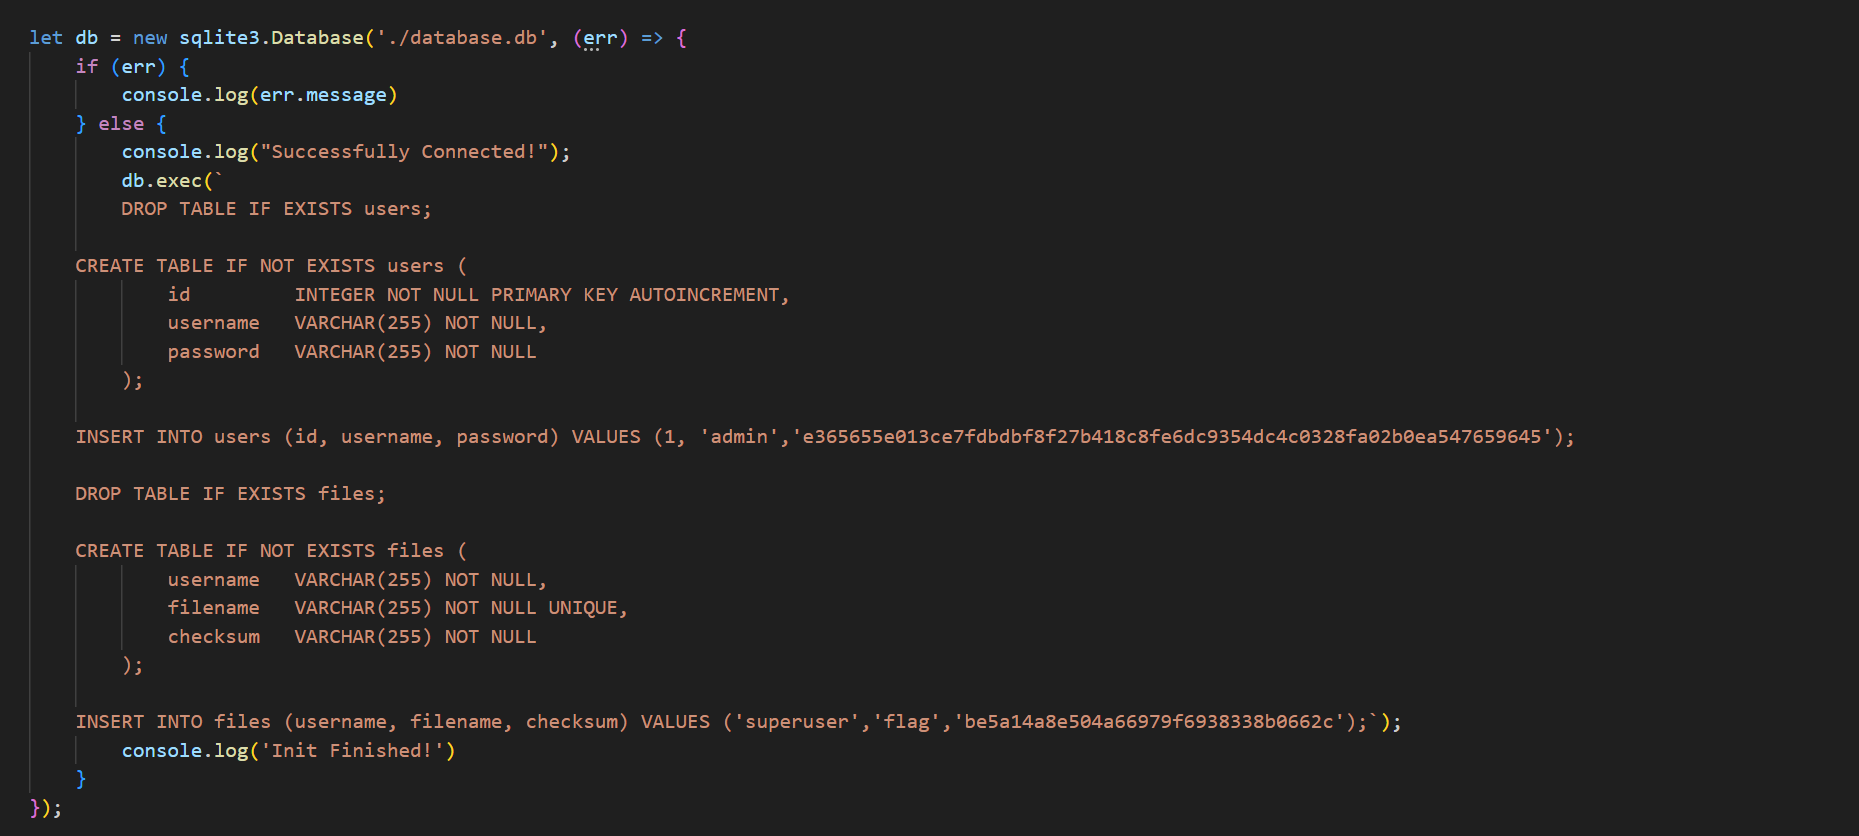 let db = new sqlite3.Database('./database.db', (err) => {
if (err) {
console.log(err.message)
} else {
console.log("Successfully Connected!");
db.exec(`
DROP TABLE IF EXISTS users;
CREATE TABLE IF NOT EXISTS users (
id INTEGER NOT NULL PRIMARY KEY AUTOINCREMENT,
username VARCHAR(255) NOT NULL,
password VARCHAR(255) NOT NULL
);
INSERT INTO users (id, username, password) VALUES (1, 'admin','e365655e013ce7fdbdbf8f27b418c8fe6dc9354dc4c0328fa02b0ea547659645');
DROP TABLE IF EXISTS files;
CREATE TABLE IF NOT EXISTS files (
username VARCHAR(255) NOT NULL,
filename VARCHAR(255) NOT NULL UNIQUE,
checksum VARCHAR(255) NOT NULL
);
INSERT INTO files (username, filename, checksum) VALUES ('superuser','flag','be5a14a8e504a66979f6938338b0662c');`);
console.log('Init Finished!')
}
});